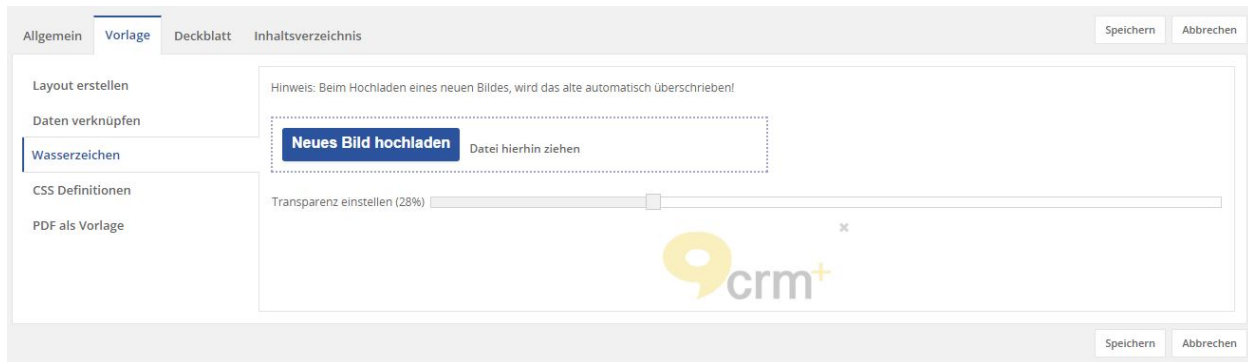 Allgemein Vorlage Deckblatt Inhaltsverzeichnis Speichern Abbrechen
Layout erstellen
Daten verknüpfen
Wasserzeichen
CSS Definitionen
PDF als Vorlage
Hinweis: Beim Hochladen eines neuen Bildes, wird das alte automatisch überschrieben!
Neues Bild hochladen Datei hierhin ziehen
Transparenz einstellen (28%)
crm+
Speichern Abbrechen